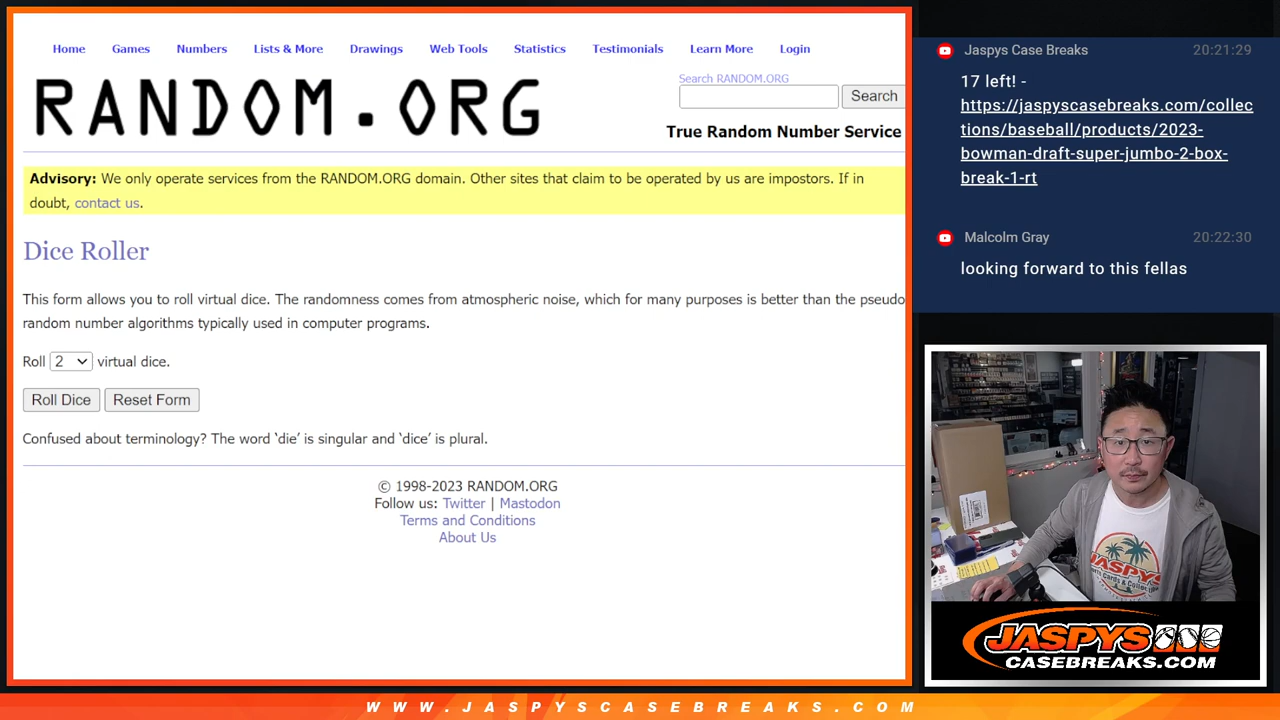 Home Games Numbers Lists & More Drawings Web Tools Statistics Testimonials Learn More Login
RANDOM.ORG
Search RANDOM.ORG
Search
True Random Number Service
Advisory: We only operate services from the RANDOM.ORG domain. Other sites that claim to be operated by us are impostors. If in
doubt, contact us.
Dice Roller
This form allows you to roll virtual dice. The randomness comes from atmospheric noise, which for many purposes is better than the pseudo
random number algorithms typically used in computer programs.
Roll 2 virtual dice.
Roll Dice Reset Form
Confused about terminology? The word ‘die’ is singular and ‘dice’ is plural.
© 1998-2023 RANDOM.ORG
Follow us: Twitter | Mastodon
Terms and Conditions
About Us
Jaspys Case Breaks 20:21:29
17 left! -
https://jaspyscasebreaks.com/collec
tions/baseball/products/2023-
bowman-draft-super-jumbo-2-box-
break-1-rt
Malcolm Gray 20:22:30
looking forward to this fellas
JASPYS
JASPYS
CASEBREAKS.COM
WWW.JASPYSCASEBREAKS.COM